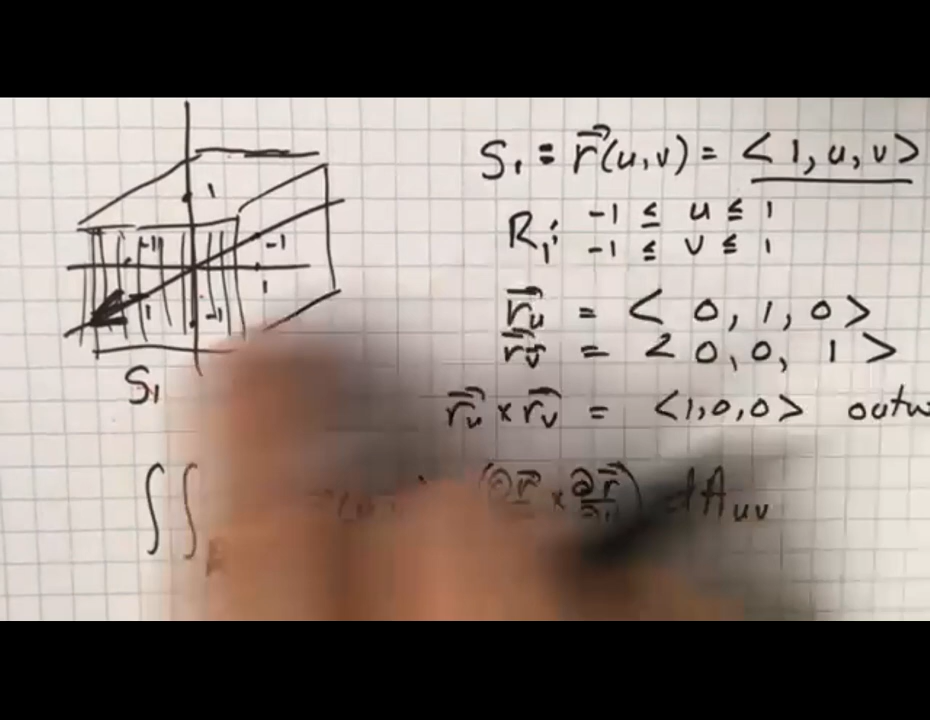 S₁ = r⃗(u,v) = <1, u, v>
R₁: -1 ≤ u ≤ 1
-1 ≤ v ≤ 1
r⃗u = < 0, 1, 0 >
r⃗v = < 0, 0, 1 >
r⃗u × r⃗v = <1,0,0> outw
1
-1 -1
1
1 -1
S₁
∫∫ (∂r⃗ × ∂r⃗) dAuv